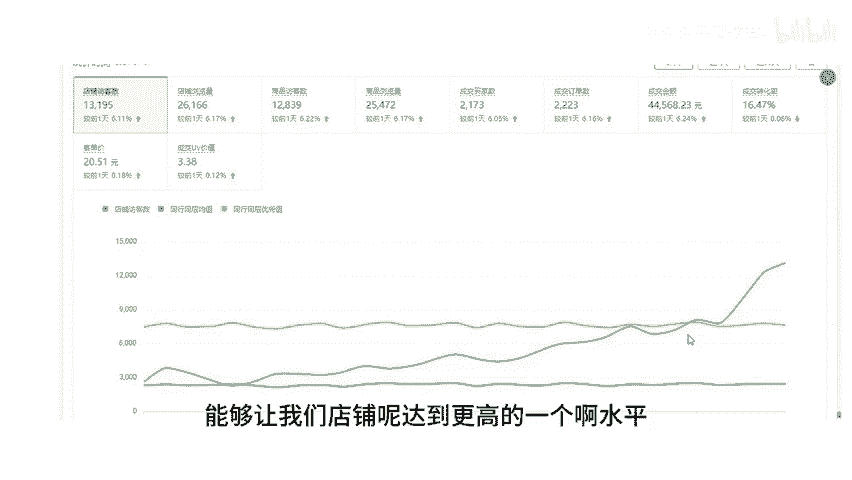 bilibili
店铺访客数 店铺浏览量 商品访客数 商品浏览量 成交买家数 成交订单数 成交金额 成交转化率
13,195 26,166 12,839 25,472 2,173 2,223 44,568.23 元 16.47%
较前1天 6.11% 较前1天 6.17% 较前1天 6.22% 较前1天 6.17% 较前1天 6.05% 较前1天 6.16% 较前1天 6.24% 较前1天 0.06%
客单价 成交UV价值
20.51 元 3.38
较前1天 0.18% 较前1天 0.12%
店铺访客数 同行同层均值 同行同层优秀值
15,000
12,000
9,000
6,000
3,000
0
能够让我们店铺呢达到更高的一个啊水平